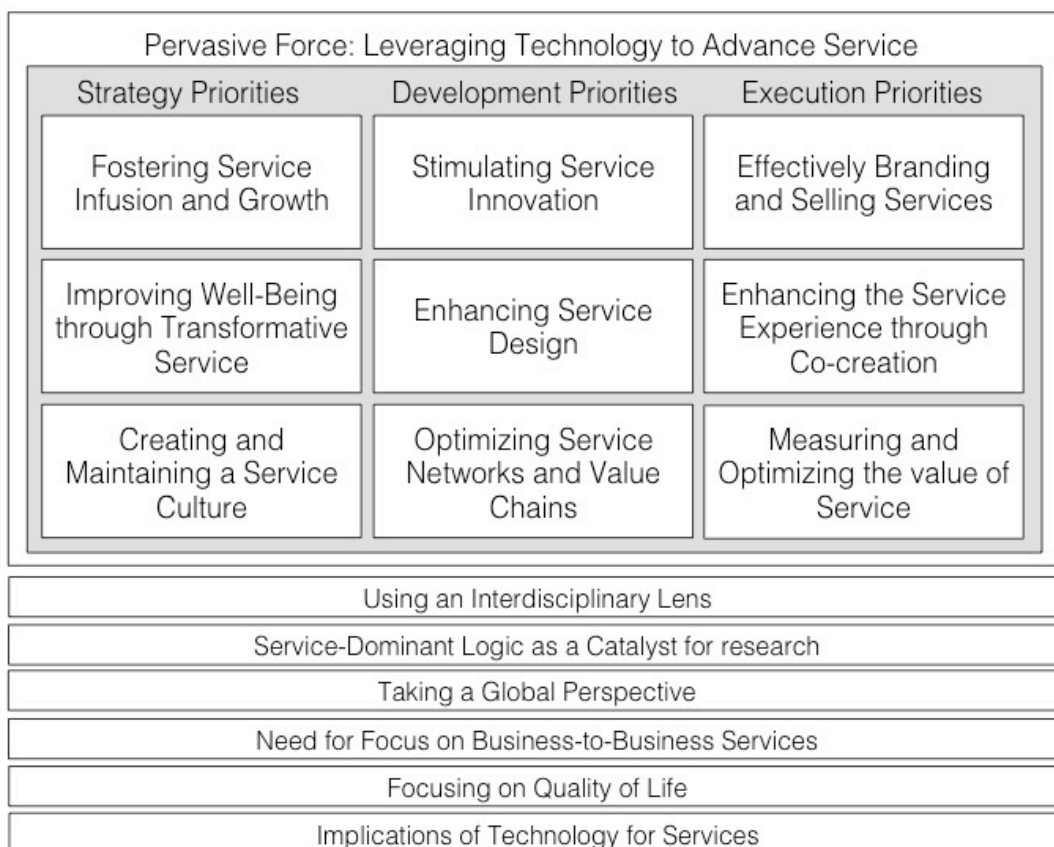 Pervasive Force: Leveraging Technology to Advance Service
Strategy Priorities
Development Priorities
Execution Priorities
Fostering Service
Infusion and Growth
Stimulating Service
Innovation
Effectively Branding
and Selling Services
Improving Well-Being
through Transformative
Service
Enhancing Service
Design
Enhancing the Service
Experience through
Co-creation
Creating and
Maintaining a Service
Culture
Optimizing Service
Networks and Value
Chains
Measuring and
Optimizing the value of
Service
Using an Interdisciplinary Lens
Service-Dominant Logic as a Catalyst for research
Taking a Global Perspective
Need for Focus on Business-to-Business Services
Focusing on Quality of Life
Implications of Technology for Services